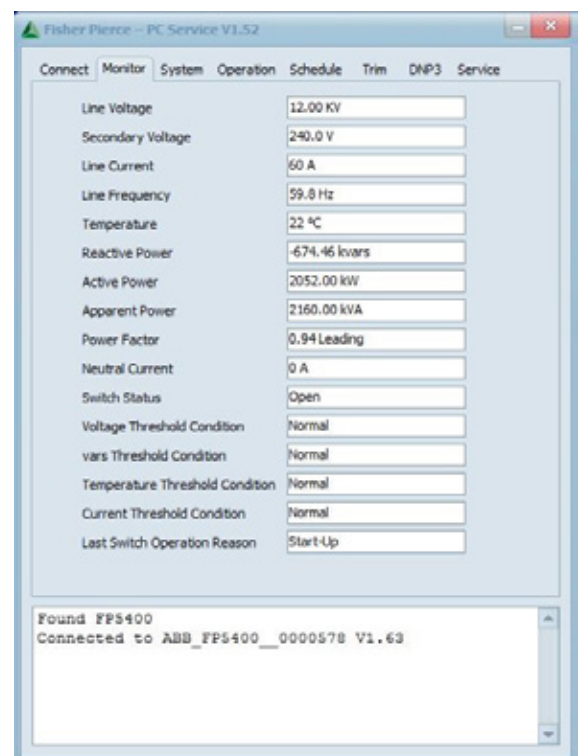 Fisher Pierce – PC Service V1.52
Connect Monitor System Operation Schedule Trim DNP3 Service
Line Voltage 12.00 KV
Secondary Voltage 240.0 V
Line Current 60 A
Line Frequency 59.8 Hz
Temperature 22 ºC
Reactive Power -674.46 kvars
Active Power 2052.00 kW
Apparent Power 2160.00 kVA
Power Factor 0.94 Leading
Neutral Current 0 A
Switch Status Open
Voltage Threshold Condition Normal
vars Threshold Condition Normal
Temperature Threshold Condition Normal
Current Threshold Condition Normal
Last Switch Operation Reason Start-Up
Found FP5400
Connected to ABB_FP5400__0000578 V1.63